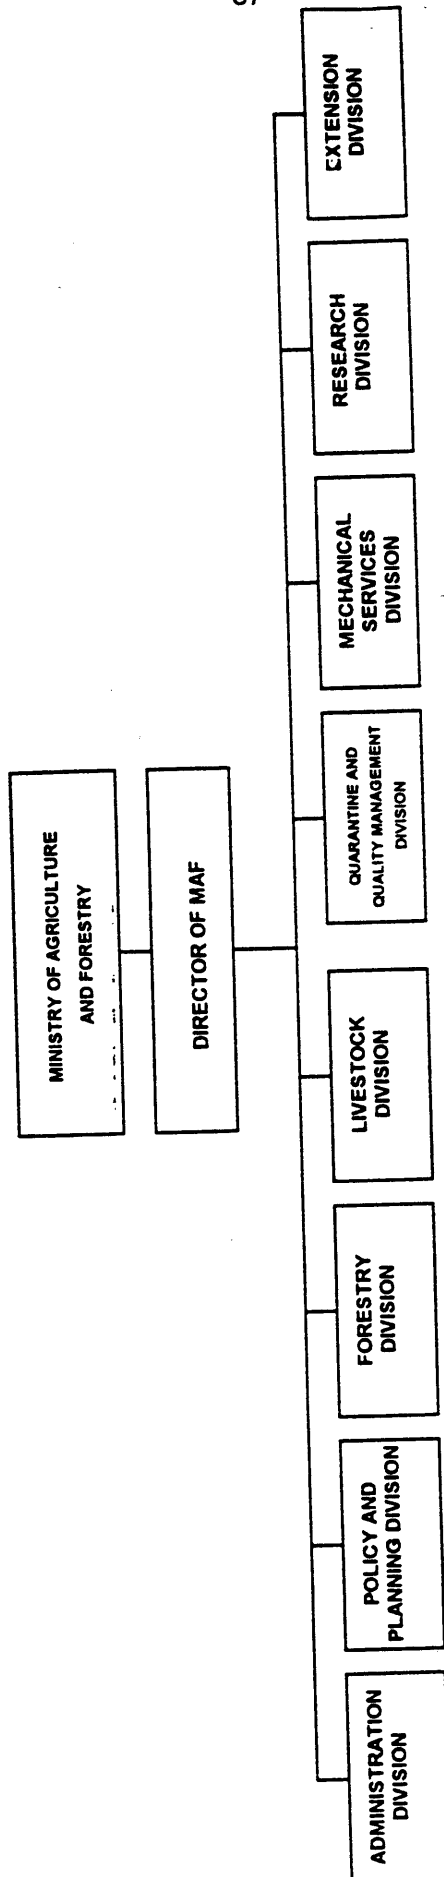 MINISTRY OF AGRICULTURE
AND FORESTRY
DIRECTOR OF MAF
ADMINISTRATION
DIVISION
POLICY AND
PLANNING DIVISION
FORESTRY
DIVISION
LIVESTOCK
DIVISION
QUARANTINE AND
QUALITY MANAGEMENT
DIVISION
MECHANICAL
SERVICES
DIVISION
RESEARCH
DIVISION
EXTENSION
DIVISION